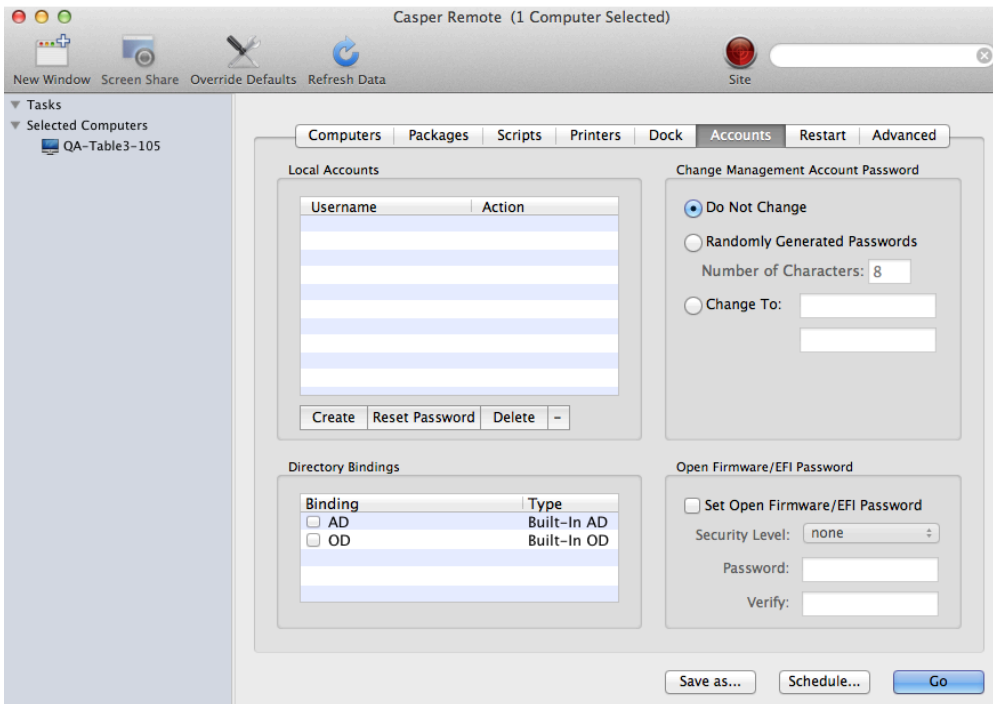 Casper Remote (1 Computer Selected)
New Window Screen Share Override Defaults Refresh Data Site
Tasks
Selected Computers
QA-Table3-105
Computers Packages Scripts Printers Dock Accounts Restart Advanced
Local Accounts
Username Action
Create Reset Password Delete -
Change Management Account Password
Do Not Change
Randomly Generated Passwords
Number of Characters: 8
Change To:
Directory Bindings
Binding Type
AD Built-In AD
OD Built-In OD
Open Firmware/EFI Password
Set Open Firmware/EFI Password
Security Level: none
Password:
Verify:
Save as... Schedule... Go